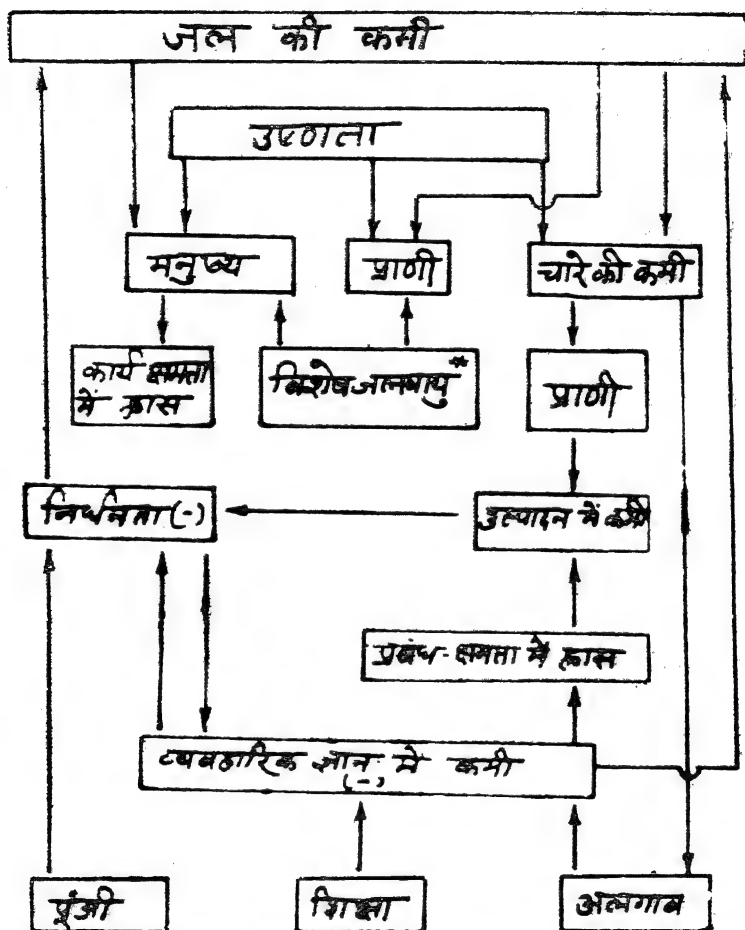 जल की कमी
उष्णता
मनुष्य
प्राणी
चारे की कमी
कार्य क्षमता
में ह्रास
विशेष जलवायु**
प्राणी
निर्धनता (-)
उत्पादन में कमी
प्रबंध-क्षमता में ह्रास
व्यवहारिक ज्ञान में कमी
(-)
पूंजी
शिक्षा
अलगाव